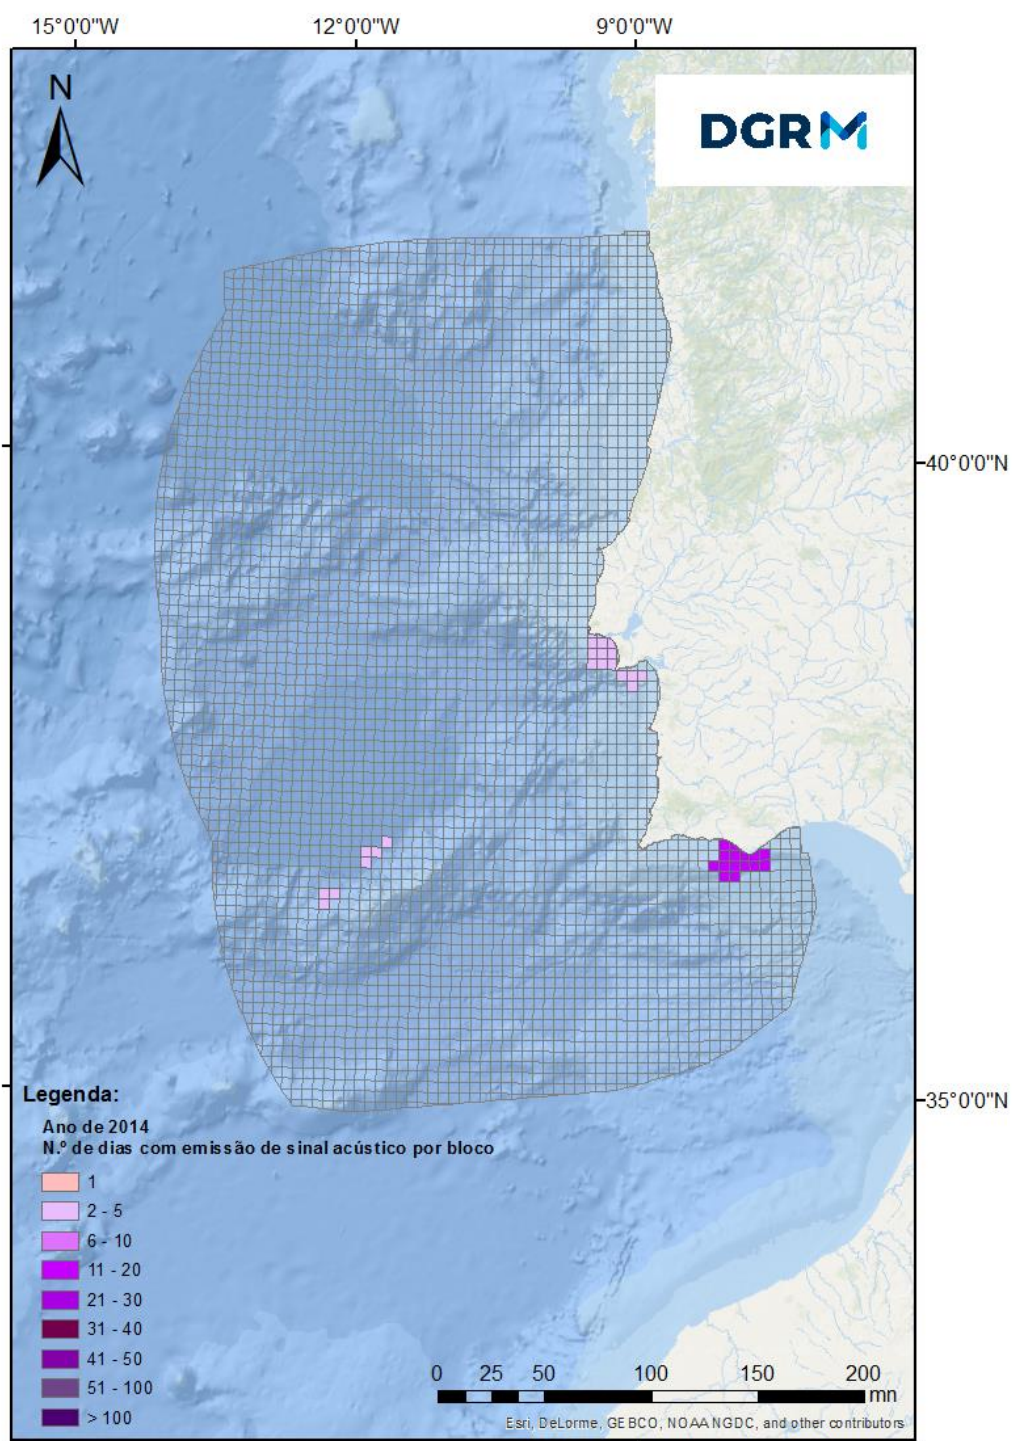 15°0'0"W 12°0'0"W 9°0'0"W
N
DGRM
40°0'0"N
35°0'0"N
Legenda:
Ano de 2014
N.º de dias com emissão de sinal acústico por bloco
1
2 - 5
6 - 10
11 - 20
21 - 30
31 - 40
41 - 50
51 - 100
> 100
0 25 50 100 150 200
mn
Esri, DeLorme, GEBCO, NOAA NGDC, and other contributors